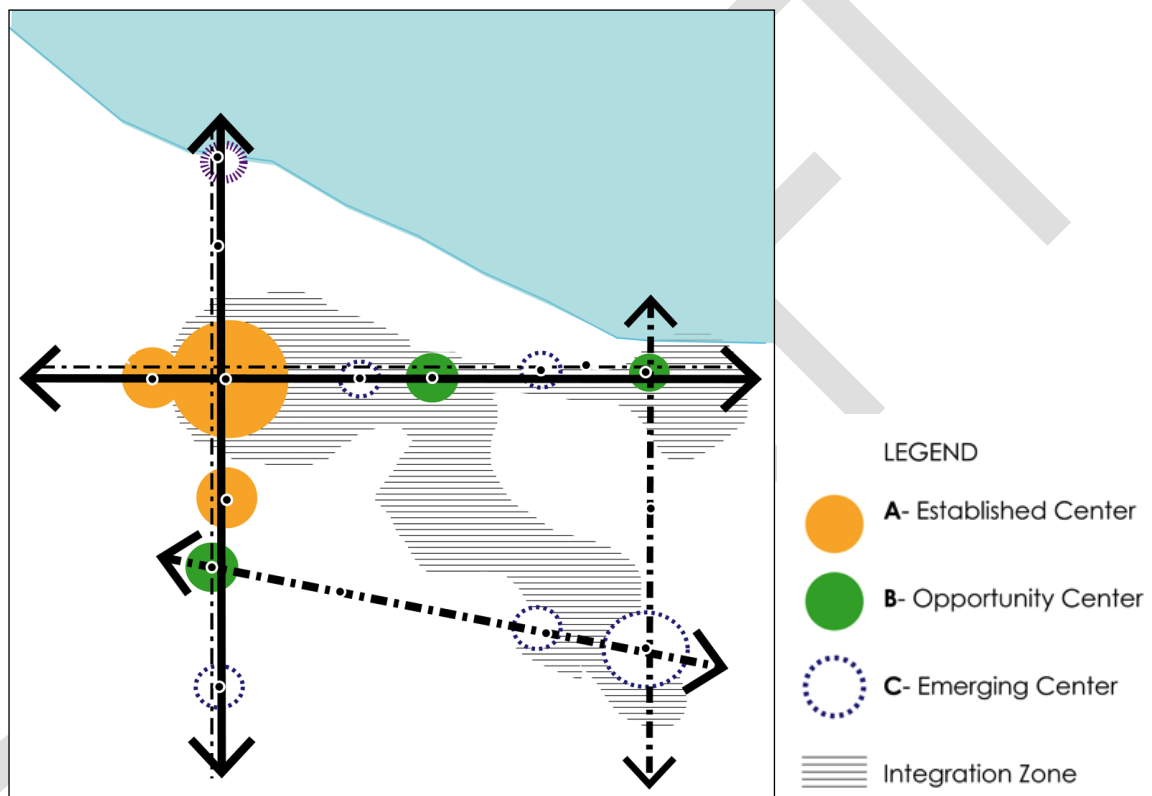 LEGEND
A- Established Center
B- Opportunity Center
C- Emerging Center
Integration Zone